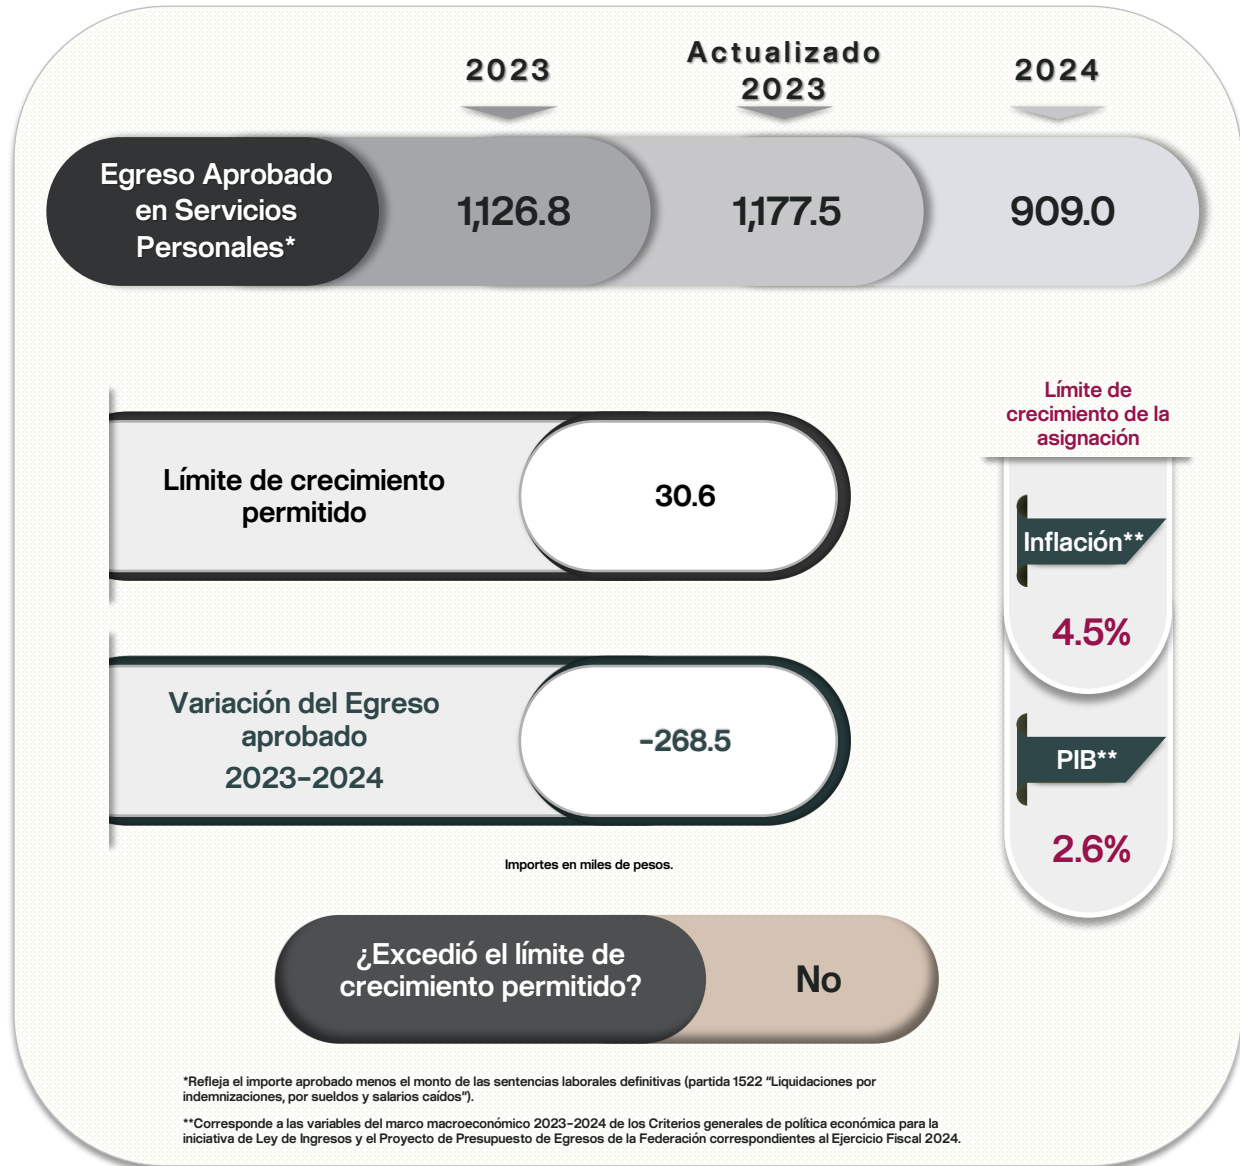 2023
Actualizado
2023
2024
Egreso Aprobado
en Servicios
Personales*
1,126.8
1,177.5
909.0
Límite de
crecimiento de la
asignación
Límite de crecimiento
permitido
30.6
Inflación**
4.5%
Variación del Egreso
aprobado
2023-2024
-268.5
PIB**
2.6%
Importes en miles de pesos.
¿Excedió el límite de
crecimiento permitido?
No
*Refleja el importe aprobado menos el monto de las sentencias laborales definitivas (partida 1522 "Liquidaciones por
indemnizaciones, por sueldos y salarios caídos").
**Corresponde a las variables del marco macroeconómico 2023-2024 de los Criterios generales de política económica para la
iniciativa de Ley de Ingresos y el Proyecto de Presupuesto de Egresos de la Federación correspondientes al Ejercicio Fiscal 2024.